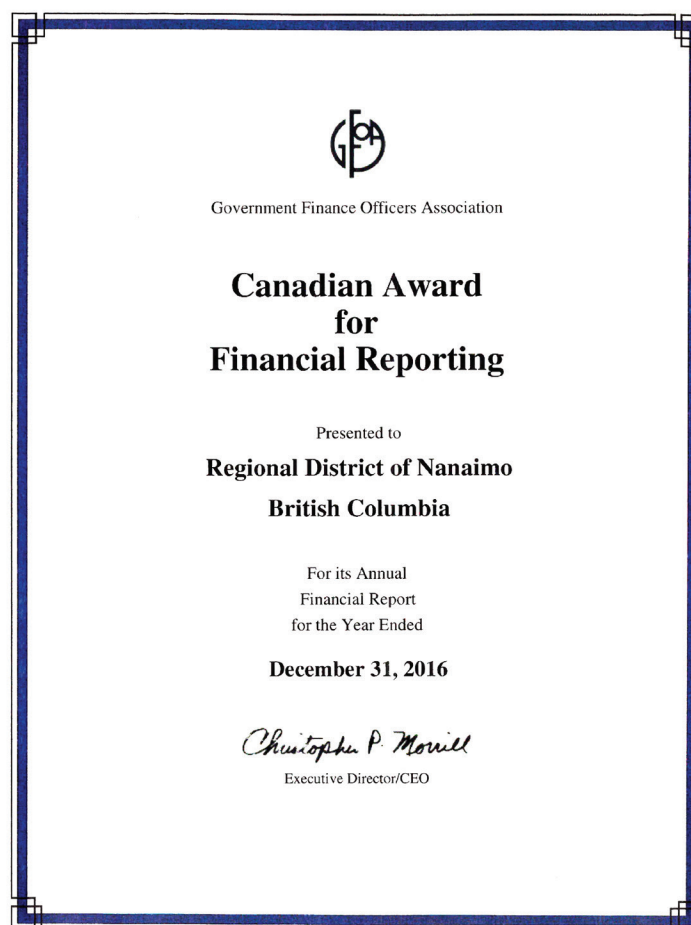 GFOA
Government Finance Officers Association
Canadian Award
for
Financial Reporting
Presented to
Regional District of Nanaimo
British Columbia
For its Annual
Financial Report
for the Year Ended
December 31, 2016
Christopher P. Morrill
Executive Director/CEO